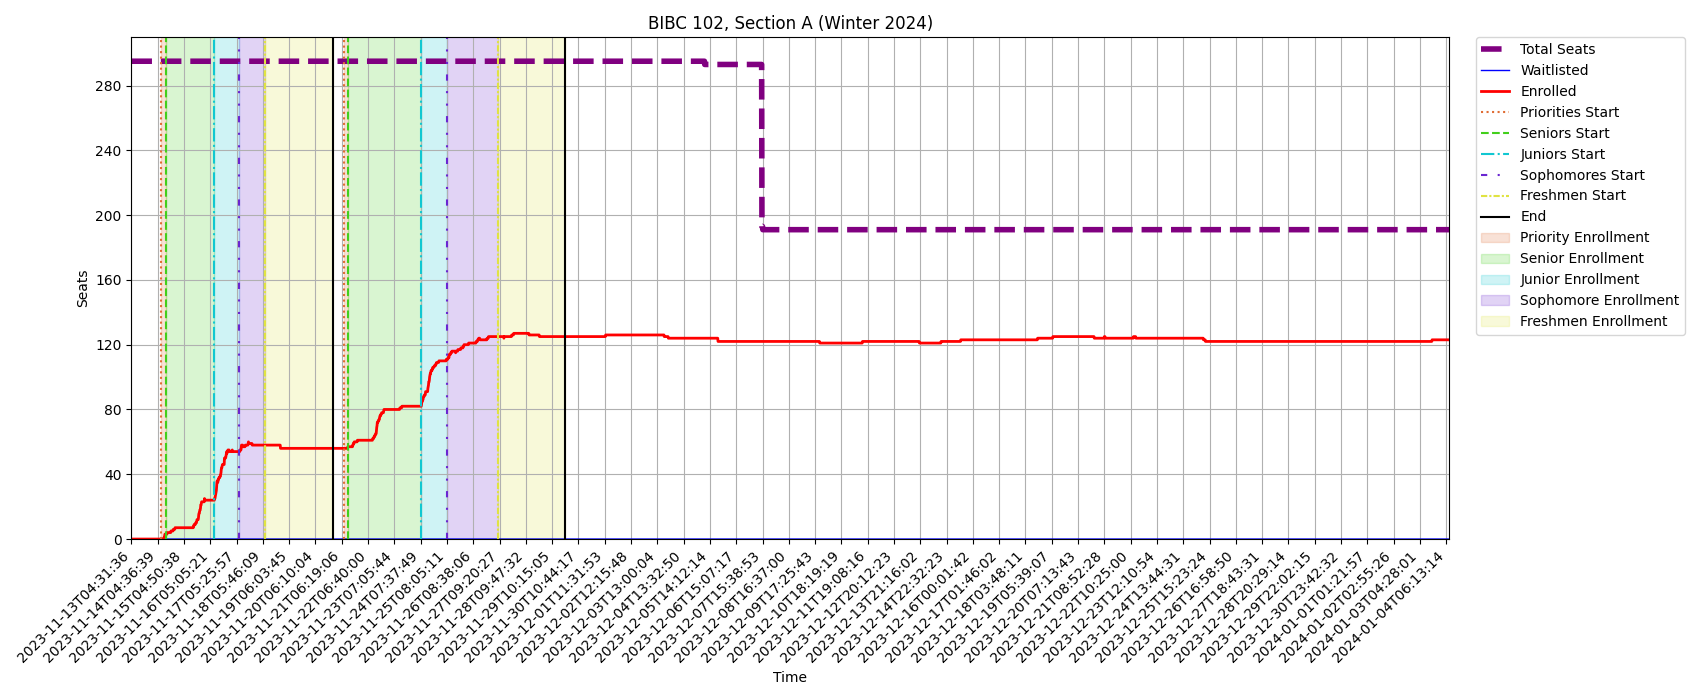 BIBC 102, Section A (Winter 2024)
Total Seats
Waitlisted
Enrolled
Priorities Start
Seniors Start
Juniors Start
Sophomores Start
Freshmen Start
End
Priority Enrollment
Senior Enrollment
Junior Enrollment
Sophomore Enrollment
Freshmen Enrollment
Seats
280
240
200
160
120
80
40
0
2023-11-13T04:31:36
2023-11-14T04:36:39
2023-11-15T04:50:38
2023-11-16T05:05:21
2023-11-17T05:25:57
2023-11-18T05:46:09
2023-11-19T06:03:45
2023-11-20T06:10:04
2023-11-21T06:19:06
2023-11-22T06:40:00
2023-11-23T07:05:44
2023-11-24T07:37:49
2023-11-25T08:05:11
2023-11-26T08:38:06
2023-11-27T09:20:27
2023-11-28T09:47:32
2023-11-29T10:15:05
2023-11-30T10:44:17
2023-12-01T11:31:53
2023-12-02T12:15:48
2023-12-03T13:00:04
2023-12-04T13:32:50
2023-12-05T14:12:14
2023-12-06T15:07:17
2023-12-07T15:38:53
2023-12-08T16:37:00
2023-12-09T17:25:43
2023-12-10T18:19:19
2023-12-11T19:08:16
2023-12-12T20:12:23
2023-12-13T21:16:02
2023-12-14T22:32:23
2023-12-16T00:01:42
2023-12-17T01:46:02
2023-12-18T03:48:11
2023-12-19T05:39:07
2023-12-20T07:13:43
2023-12-21T08:52:28
2023-12-22T10:25:00
2023-12-23T12:10:54
2023-12-24T13:44:31
2023-12-25T15:23:24
2023-12-26T16:58:50
2023-12-27T18:43:31
2023-12-28T20:29:14
2023-12-29T22:02:15
2023-12-30T23:42:32
2024-01-01T01:21:57
2024-01-02T02:55:26
2024-01-03T04:28:01
2024-01-04T06:13:14
Time